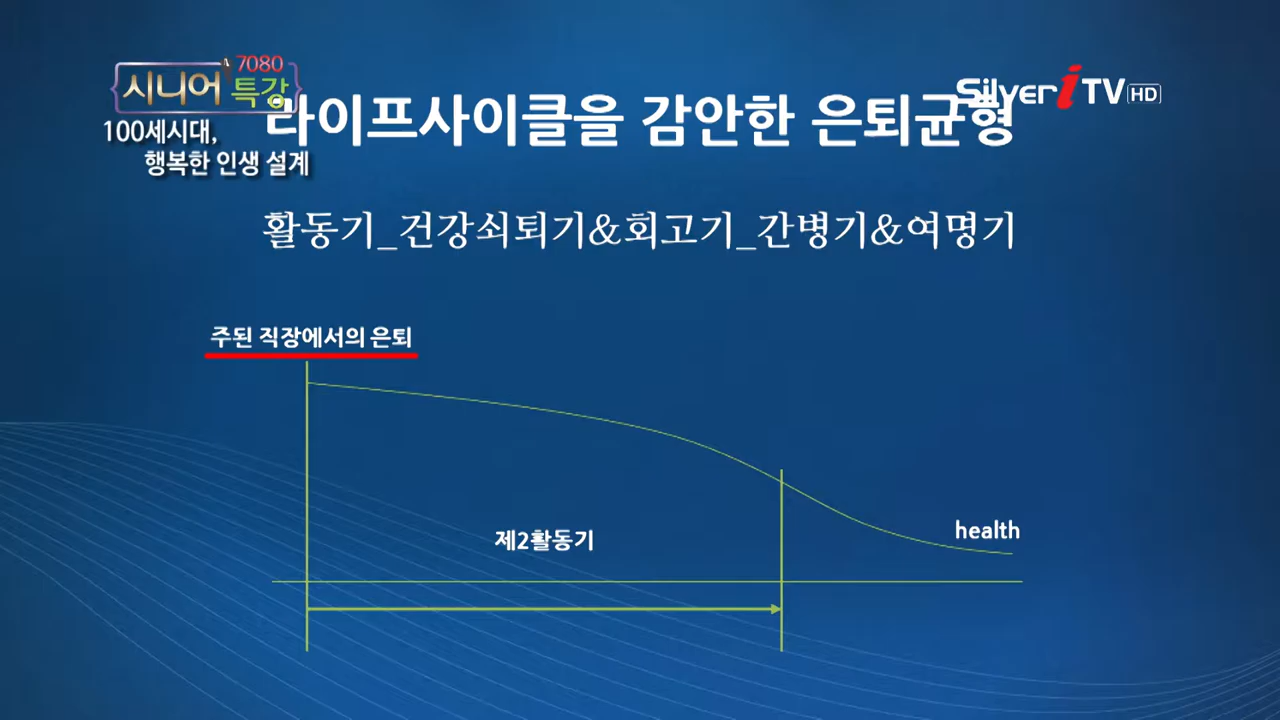 7080
시니어 특강
100세시대,
행복한 인생 설계
Silver i TV HD
라이프사이클을 감안한 은퇴균형
활동기_건강쇠퇴기&회고기_간병기&여명기
주된 직장에서의 은퇴
제2활동기
health